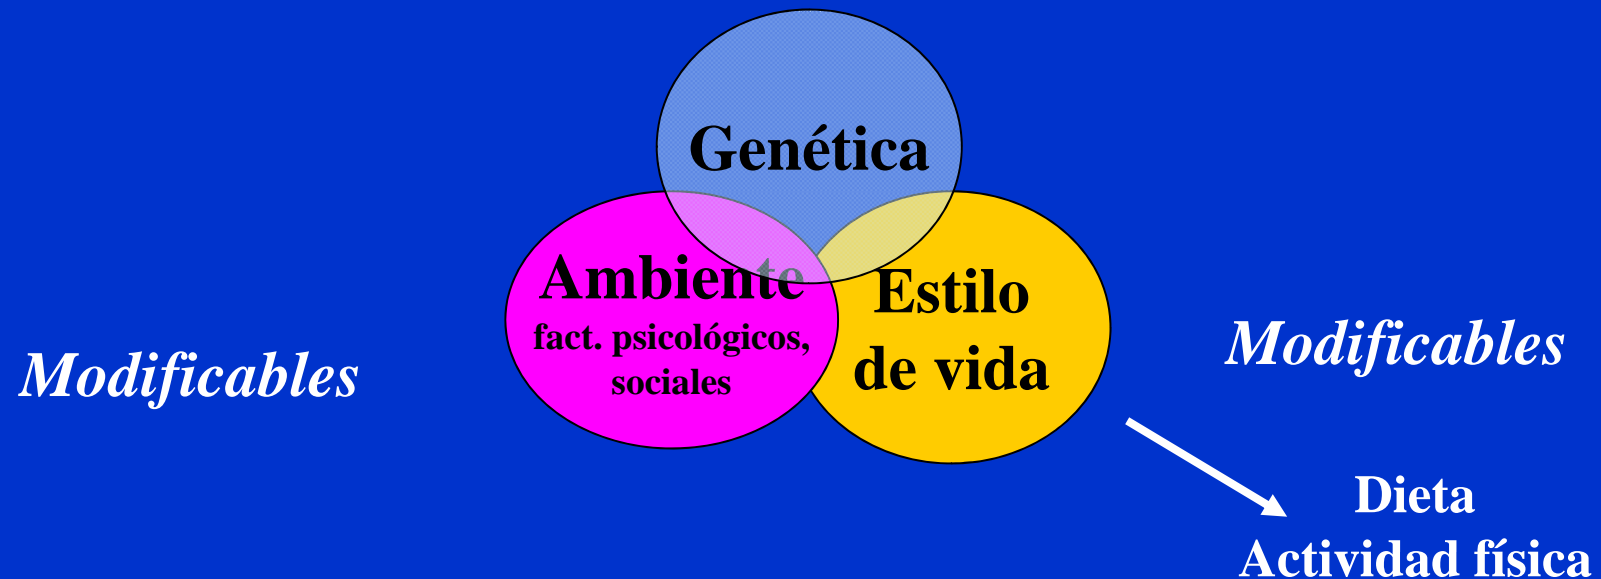 Genética
Ambiente
fact. psicológicos,
sociales
Estilo
de vida
Modificables
Modificables
Dieta
Actividad física